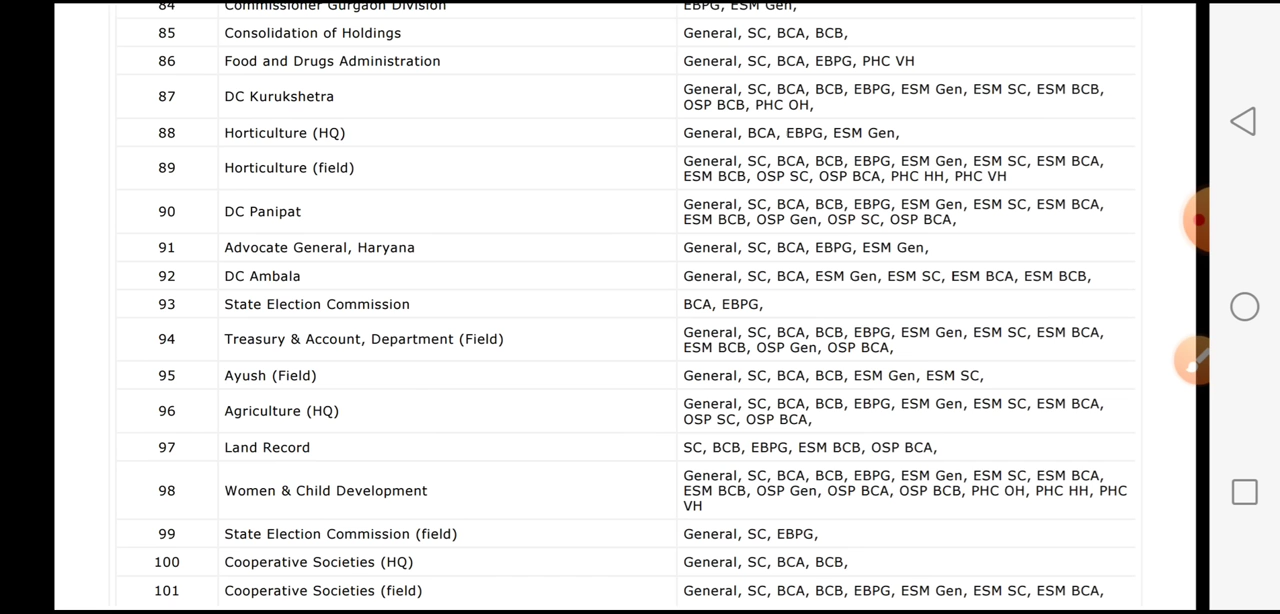 84 Commissioner Gurgaon Division EBPG, ESM Gen,
85 Consolidation of Holdings General, SC, BCA, BCB,
86 Food and Drugs Administration General, SC, BCA, EBPG, PHC VH
87 DC Kurukshetra General, SC, BCA, BCB, EBPG, ESM Gen, ESM SC, ESM BCB,
OSP BCB, PHC OH,
88 Horticulture (HQ) General, BCA, EBPG, ESM Gen,
89 Horticulture (field) General, SC, BCA, BCB, EBPG, ESM Gen, ESM SC, ESM BCA,
ESM BCB, OSP SC, OSP BCA, PHC HH, PHC VH
90 DC Panipat General, SC, BCA, BCB, EBPG, ESM Gen, ESM SC, ESM BCA,
ESM BCB, OSP Gen, OSP SC, OSP BCA,
91 Advocate General, Haryana General, SC, BCA, EBPG, ESM Gen,
92 DC Ambala General, SC, BCA, ESM Gen, ESM SC, ESM BCA, ESM BCB,
93 State Election Commission BCA, EBPG,
94 Treasury & Account, Department (Field) General, SC, BCA, BCB, EBPG, ESM Gen, ESM SC, ESM BCA,
ESM BCB, OSP Gen, OSP BCA,
95 Ayush (Field) General, SC, BCA, BCB, ESM Gen, ESM SC,
96 Agriculture (HQ) General, SC, BCA, BCB, EBPG, ESM Gen, ESM SC, ESM BCA,
OSP SC, OSP BCA,
97 Land Record SC, BCB, EBPG, ESM BCB, OSP BCA,
98 Women & Child Development General, SC, BCA, BCB, EBPG, ESM Gen, ESM SC, ESM BCA,
ESM BCB, OSP Gen, OSP BCA, OSP BCB, PHC OH, PHC HH, PHC
VH
99 State Election Commission (field) General, SC, EBPG,
100 Cooperative Societies (HQ) General, SC, BCA, BCB,
101 Cooperative Societies (field) General, SC, BCA, BCB, EBPG, ESM Gen, ESM SC, ESM BCA,